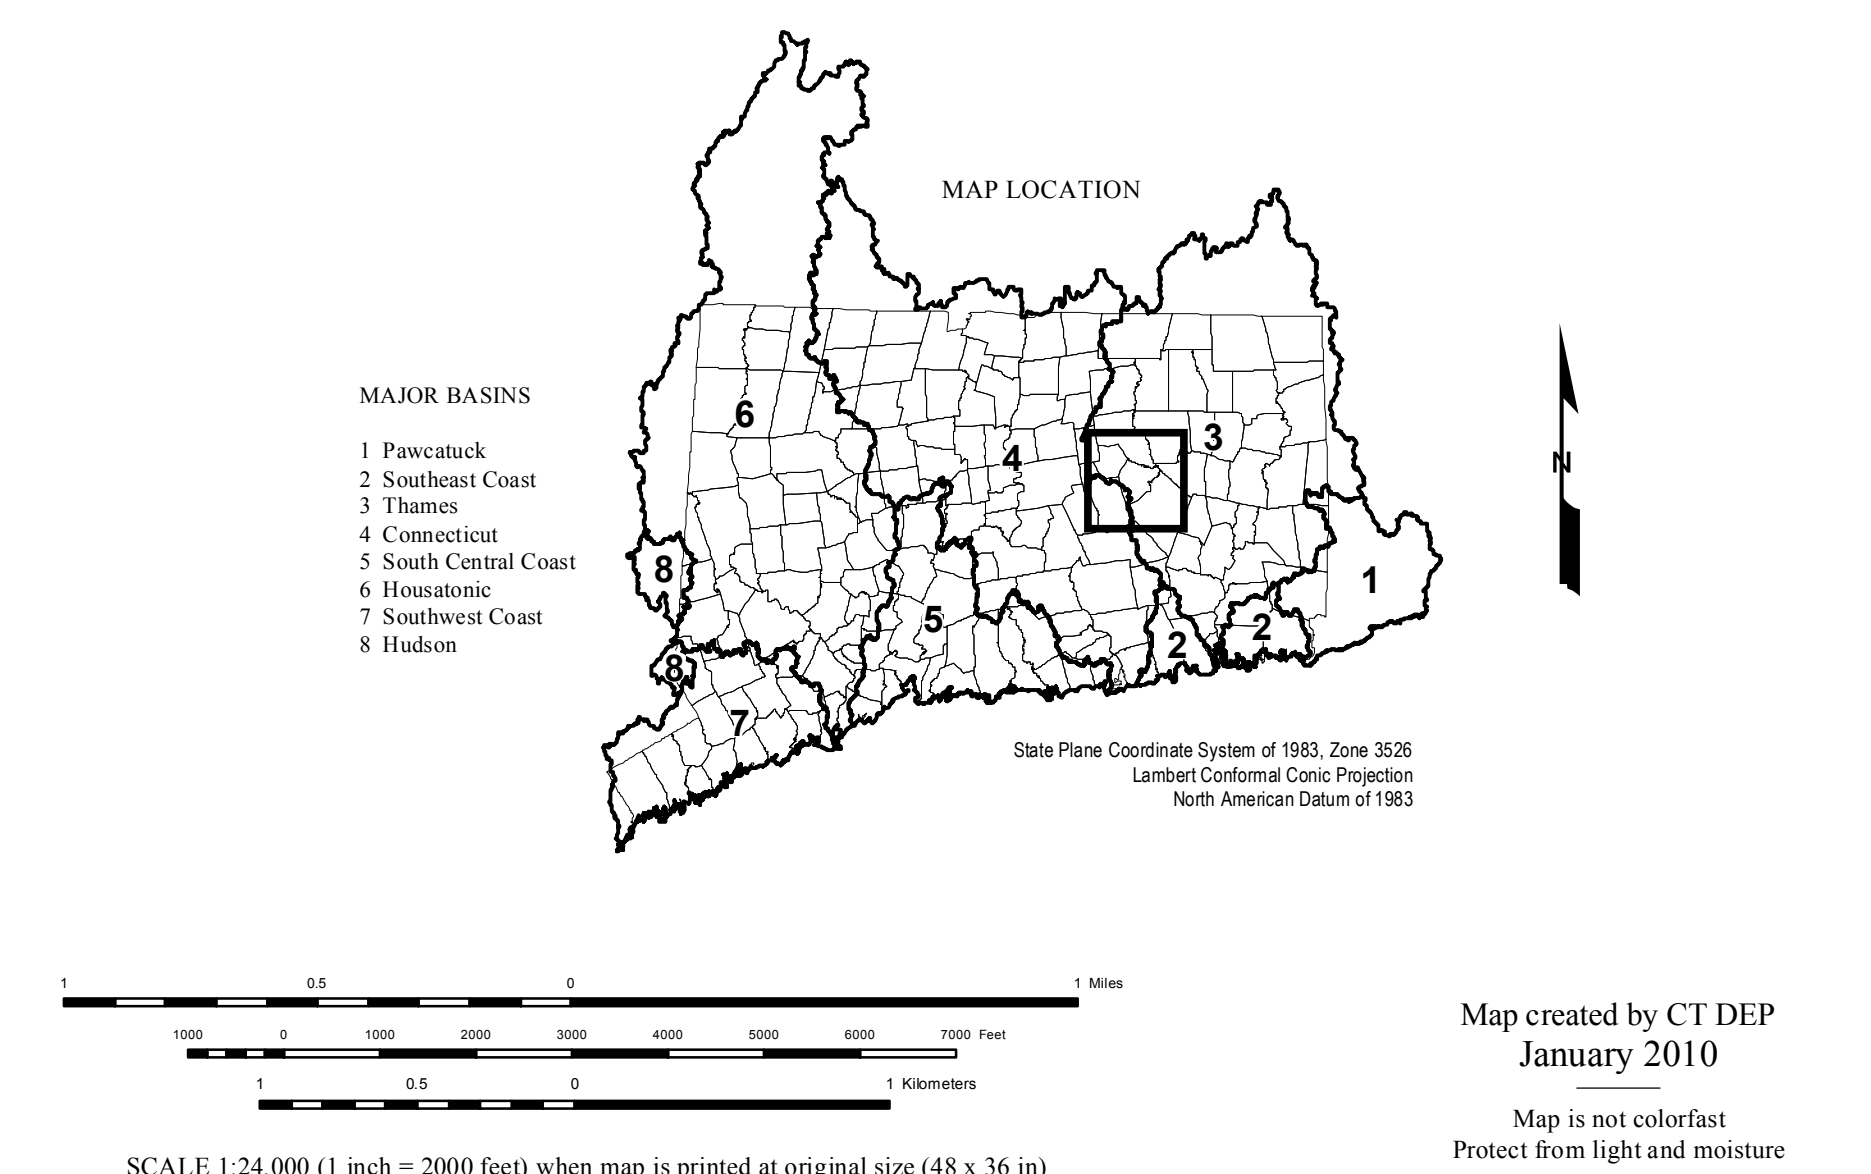 MAP LOCATION
MAJOR BASINS
1 Pawcatuck
2 Southeast Coast
3 Thames
4 Connecticut
5 South Central Coast
6 Housatonic
7 Southwest Coast
8 Hudson
6
4
3
8
5
1
2
2
8
7
N
State Plane Coordinate System of 1983, Zone 3526
Lambert Conformal Conic Projection
North American Datum of 1983
1 0.5 0 1 Miles
1000 0 1000 2000 3000 4000 5000 6000 7000 Feet
1 0.5 0 1 Kilometers
SCALE 1:24,000 (1 inch = 2000 feet) when map is printed at original size (48 x 36 in)
Map created by CT DEP
January 2010
Map is not colorfast
Protect from light and moisture